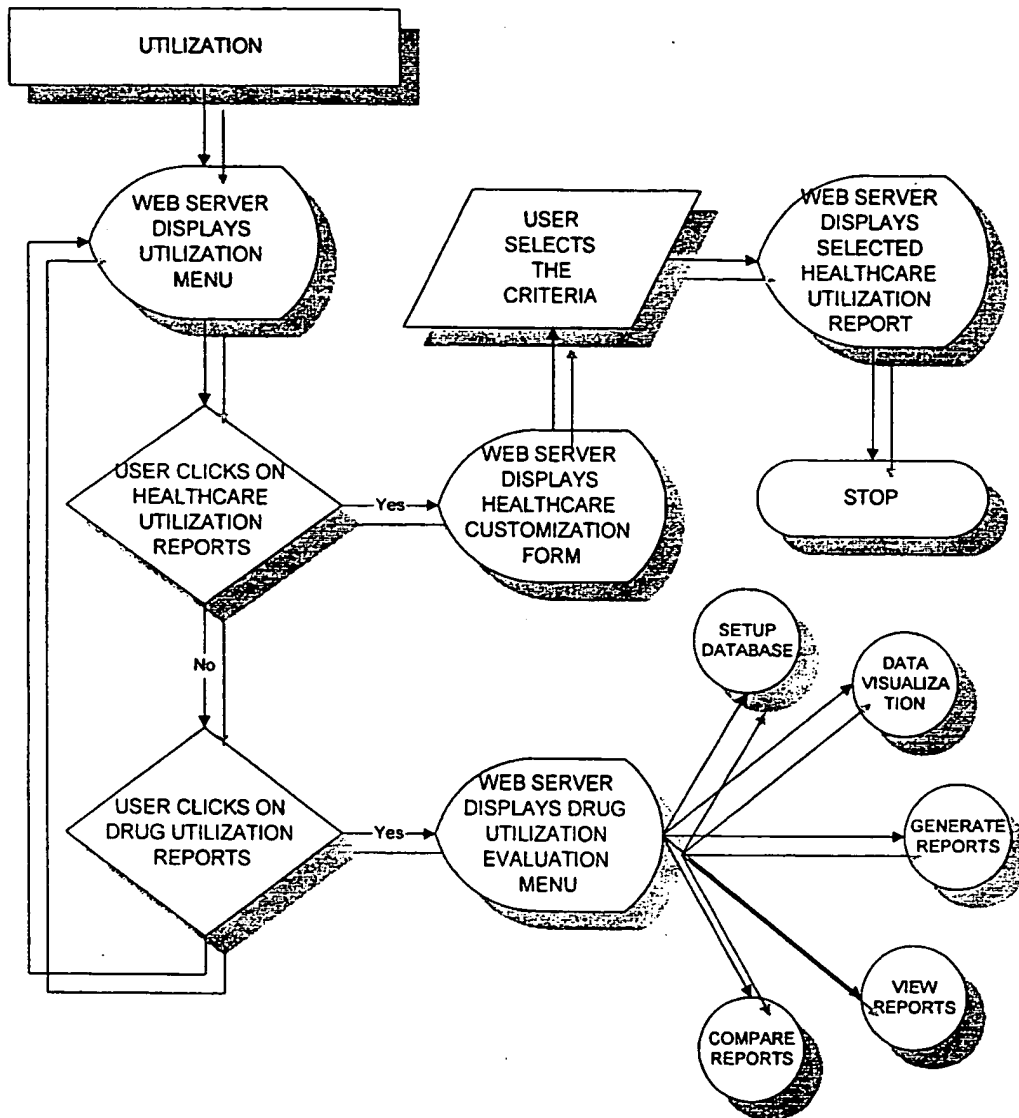 UTILIZATION
WEB SERVER
DISPLAYS
UTILIZATION
MENU
USER
SELECTS
THE
CRITERIA
WEB SERVER
DISPLAYS
SELECTED
HEALTHCARE
UTILIZATION
REPORT
USER CLICKS ON
HEALTHCARE
UTILIZATION
REPORTS
Yes
WEB SERVER
DISPLAYS
HEALTHCARE
CUSTOMIZATION
FORM
STOP
No
SETUP
DATABASE
DATA
VISUALIZA
TION
USER CLICKS ON
DRUG UTILIZATION
REPORTS
Yes
WEB SERVER
DISPLAYS DRUG
UTILIZATION
EVALUATION
MENU
GENERATE
REPORTS
VIEW
REPORTS
COMPARE
REPORTS